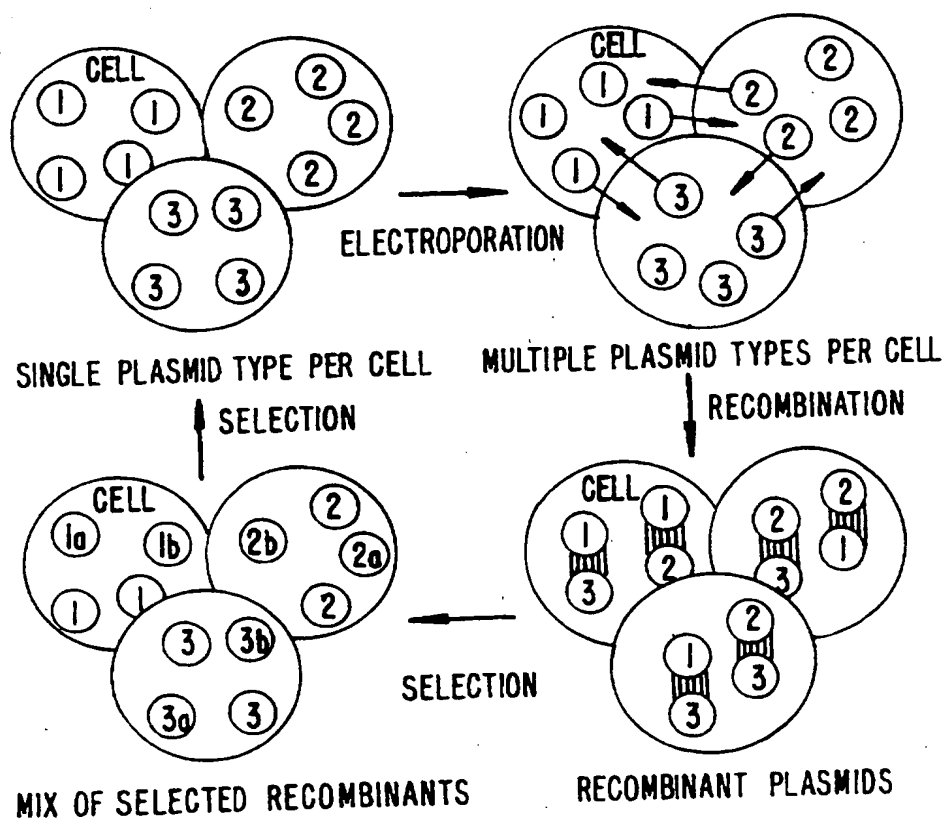 CELL
1 1 1 1
2 2 2 2
3 3
3 3
ELECTROPORATION
CELL
1 1 1 1
2 2 2 2
3 3
3 3
SINGLE PLASMID TYPE PER CELL
MULTIPLE PLASMID TYPES PER CELL
SELECTION
RECOMBINATION
CELL
1a 1b
1 1
2
2b 2a
2
3 3b
3a 3
SELECTION
CELL
1 1
3 2
2 2
3 1
1 2
3 3
MIX OF SELECTED RECOMBINANTS
RECOMBINANT PLASMIDS